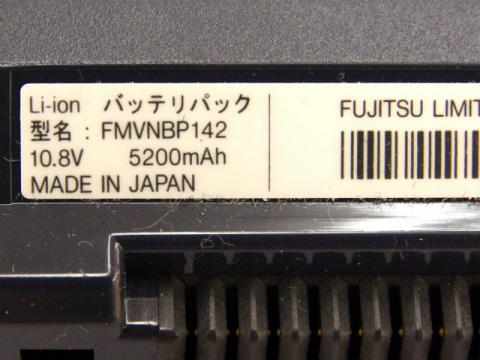 Li-ion バッテリパック
型名 : FMVNBP142
10.8V 5200mAh
MADE IN JAPAN
FUJITSU